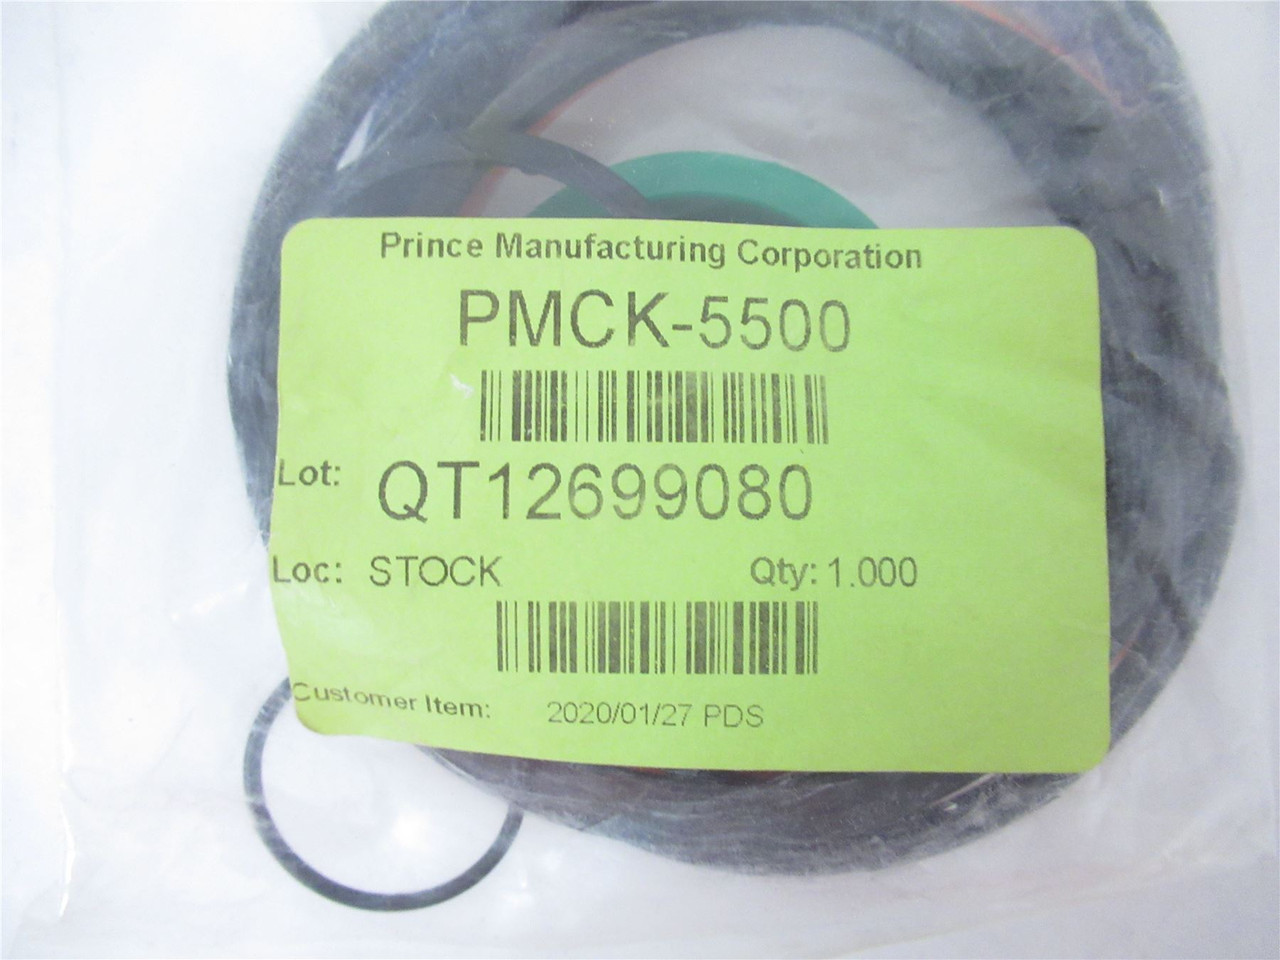 Prince Manufacturing Corporation
PMCK-5500
Lot: QT12699080
Loc: STOCK Qty: 1.000
Customer Item: 2020/01/27 PDS